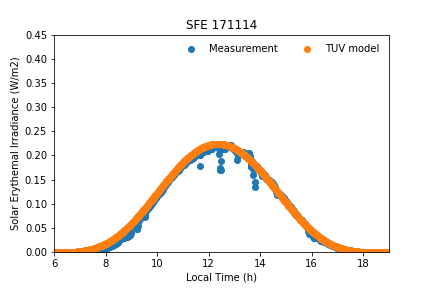 SFE 171114
Measurement TUV model
Solar Erythemal Irradiance (W/m2)
0.45
0.40
0.35
0.30
0.25
0.20
0.15
0.10
0.05
0.00
6 8 10 12 14 16 18
Local Time (h)